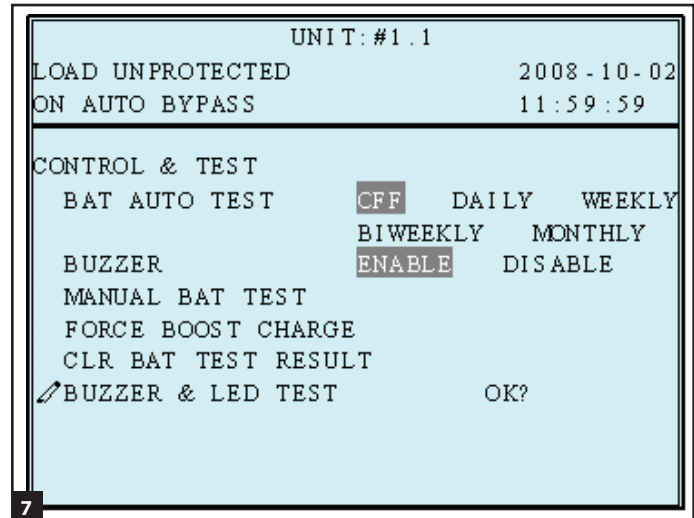 UNIT:#1.1
LOAD UNPROTECTED 2008-10-02
ON AUTO BYPASS 11:59:59
CONTROL & TEST
BAT AUTO TEST CFF DAILY WEEKLY
BIWEEKLY MONTHLY
BUZZER ENABLE DISABLE
MANUAL BAT TEST
FORCE BOOST CHARGE
CLR BAT TEST RESULT
BUZZER & LED TEST OK?
7